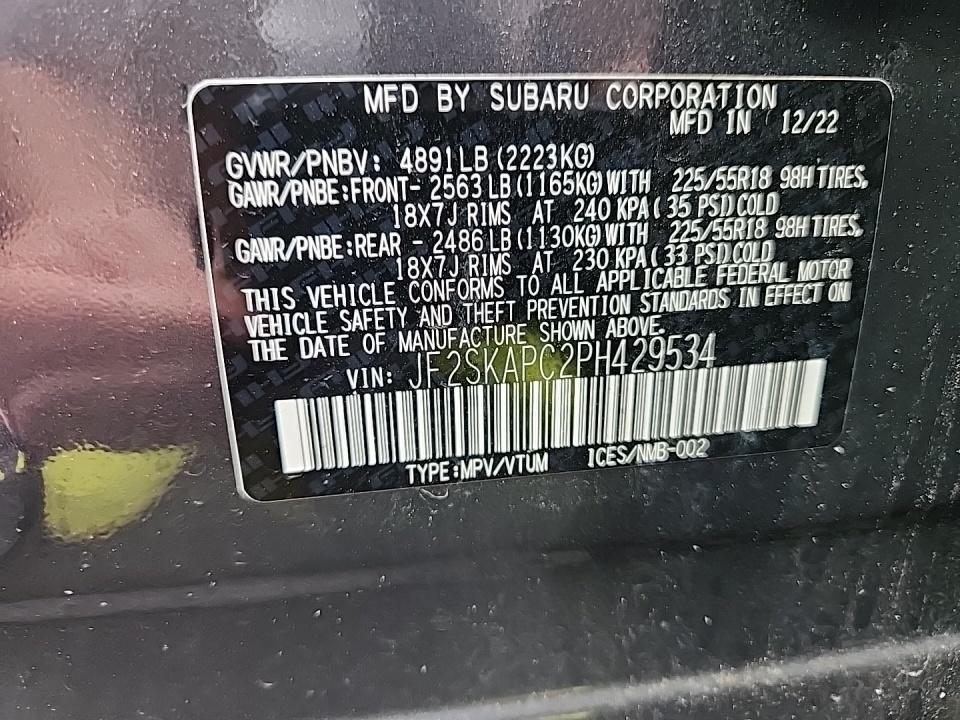 MFD BY SUBARU CORPORATION
MFD IN 12/22
GVWR/PNBV: 4891LB (2223KG)
GAWR/PNBE:FRONT- 2563 LB (1165KG) WITH 225/55R18 98H TIRES,
18X7J RIMS AT 240 KPA( 35 PSI) COLD
GAWR/PNBE:REAR - 2486 LB (1130KG) WITH 225/55R18 98H TIRES,
18X7J RIMS AT 230 KPA( 33 PSI) COLD
THIS VEHICLE CONFORMS TO ALL APPLICABLE FEDERAL MOTOR
VEHICLE SAFETY AND THEFT PREVENTION STANDARDS IN EFFECT ON
THE DATE OF MANUFACTURE SHOWN ABOVE.
VIN: JF2SKAPC2PH429534
TYPE:MPV/VTUM ICES/NMB-002